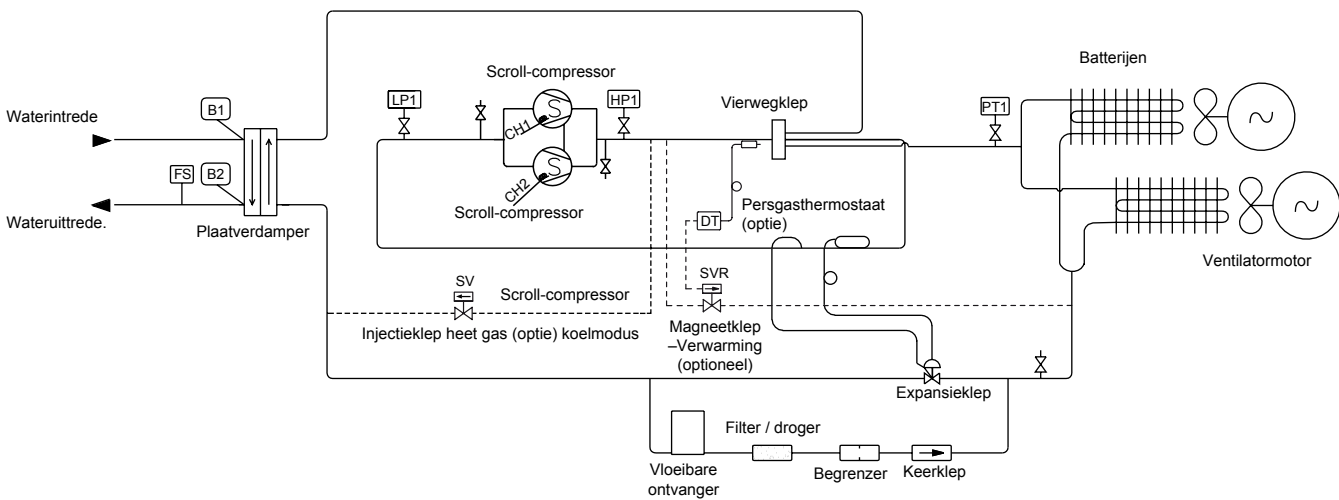 Batterijen
Scroll-compressor
LP1
HP1
Vierwegklep
PT1
Waterintrede
B1
CH1
S
S
CH2
FS
B2
Wateruittrede.
Plaatverdamper
Scroll-compressor
DT
Persgasthermostaat
(optie)
Ventilatormotor
SV
Scroll-compressor
SVR
Injectieklep heet gas (optie) koelmodus
Magneetklep
–Verwarming
(optioneel)
Expansieklep
Filter / droger
Vloeibare
ontvanger
Begrenzer
Keerklep